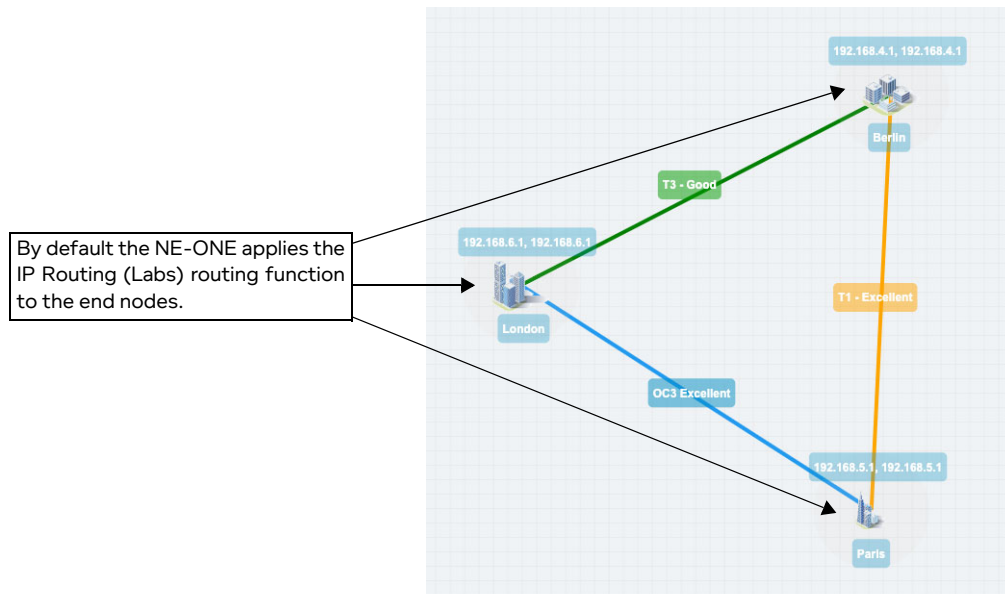 192.168.4.1, 192.168.4.1
Berlin
T3 - Good
192.168.6.1, 192.168.6.1
By default the NE-ONE applies the
IP Routing (Labs) routing function
to the end nodes.
London
T1 - Excellent
OC3 Excellent
192.168.5.1, 192.168.5.1
Paris